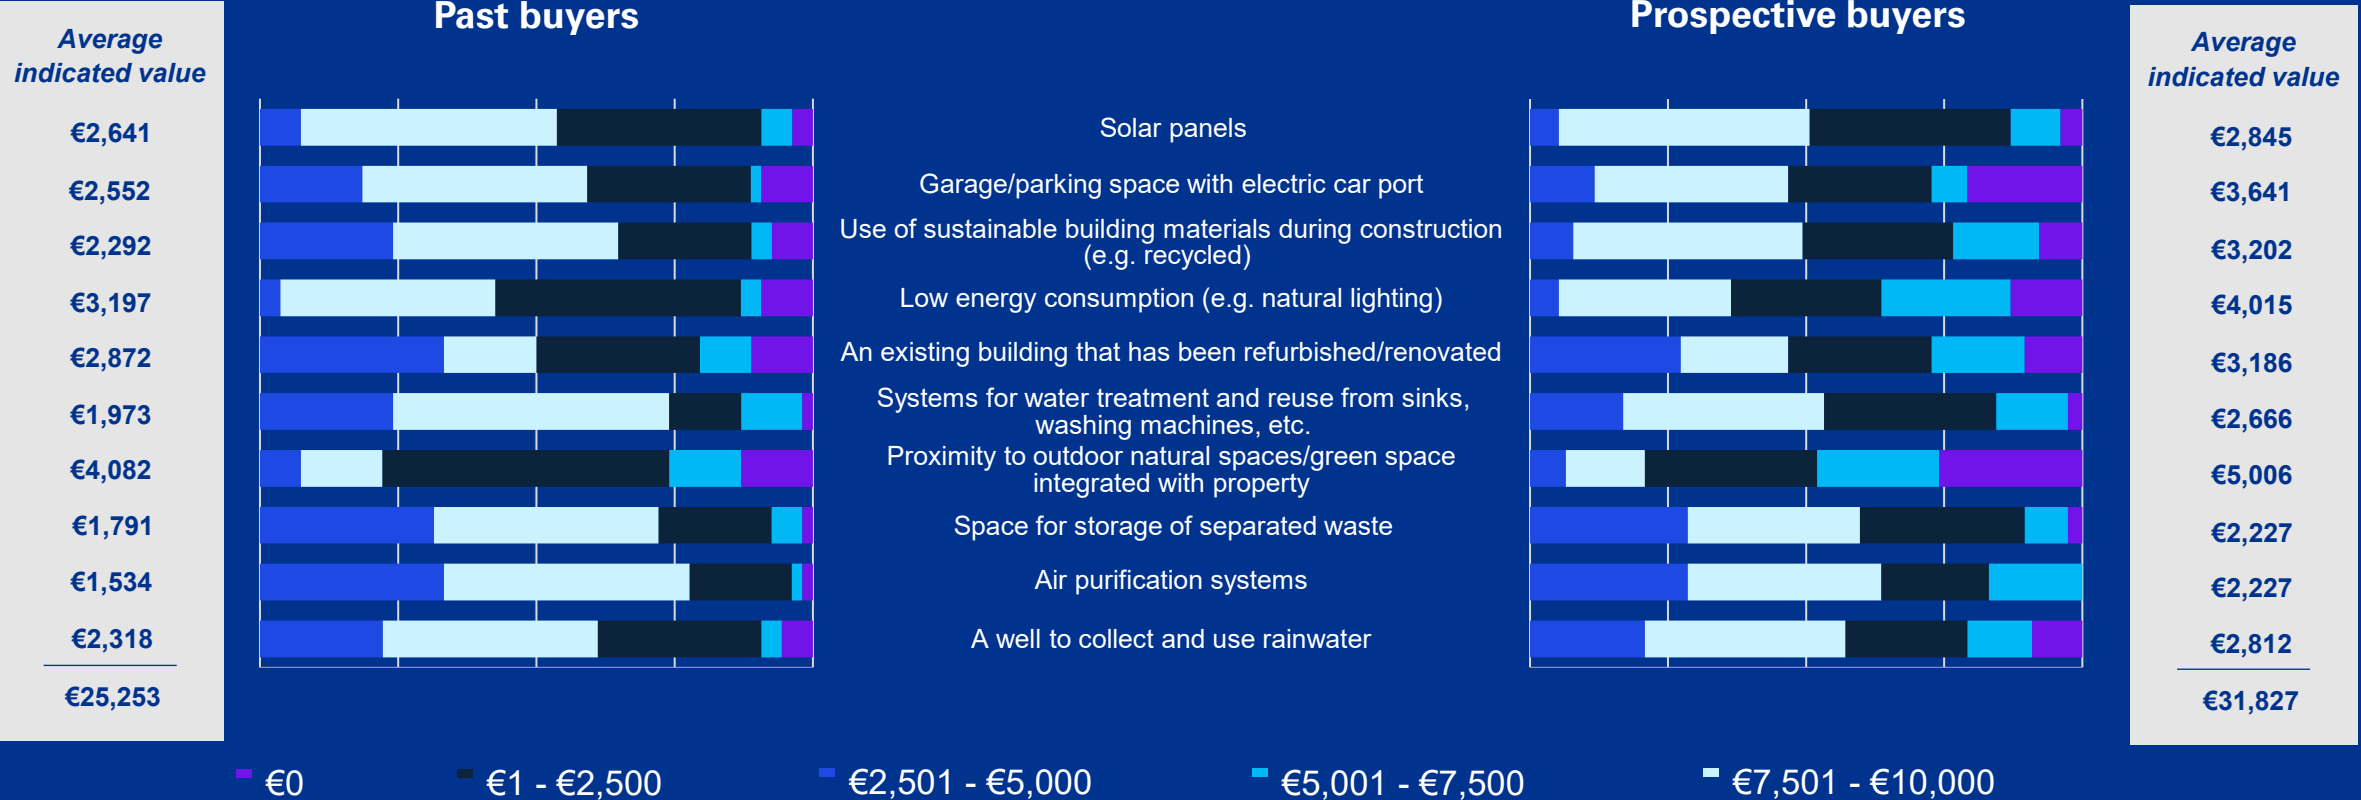 Past buyers
Prospective buyers
Average
indicated value
€2,641
€2,552
€2,292
€3,197
€2,872
€1,973
€4,082
€1,791
€1,534
€2,318
€25,253
Solar panels
Garage/parking space with electric car port
Use of sustainable building materials during construction
(e.g. recycled)
Low energy consumption (e.g. natural lighting)
An existing building that has been refurbished/renovated
Systems for water treatment and reuse from sinks,
washing machines, etc.
Proximity to outdoor natural spaces/green space
integrated with property
Space for storage of separated waste
Air purification systems
A well to collect and use rainwater
Average
indicated value
€2,845
€3,641
€3,202
€4,015
€3,186
€2,666
€5,006
€2,227
€2,227
€2,812
€31,827
€0
€1 - €2,500
€2,501 - €5,000
€5,001 - €7,500
€7,501 - €10,000